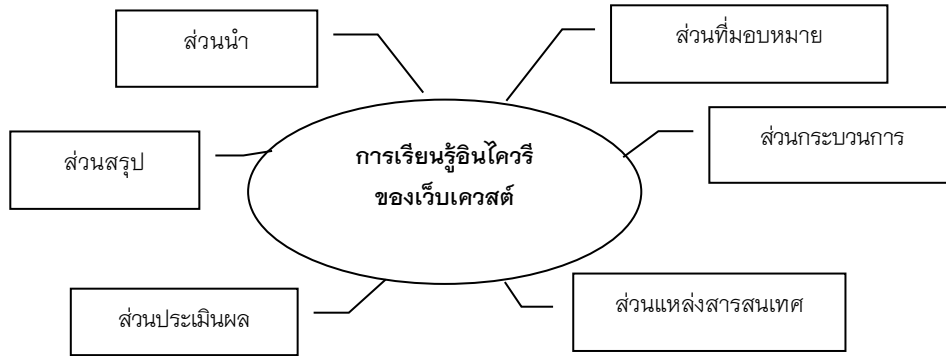 ส่วนนำ
ส่วนที่มอบหมาย
ส่วนกระบวนการ
ส่วนสรุป
การเรียนรู้อินไควรี
ของเว็บเควสต์
ส่วนแหล่งสารสนเทศ
ส่วนประเมินผล